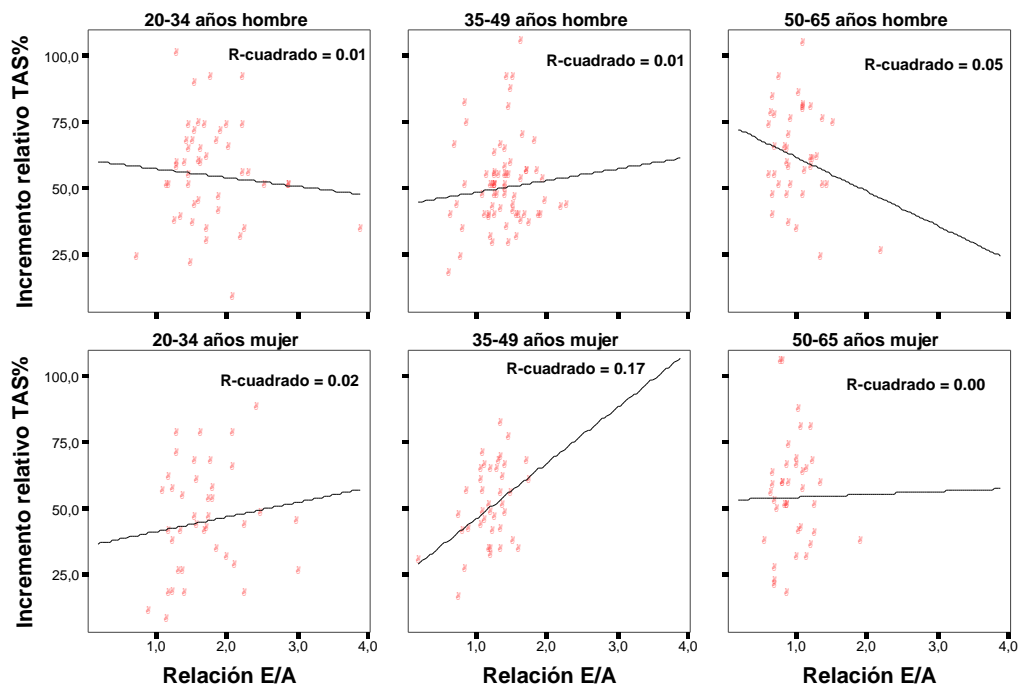 20-34 años hombre
35-49 años hombre
50-65 años hombre
R-cuadrado = 0.01
R-cuadrado = 0.01
R-cuadrado = 0.05
Incremento relativo TAS%
100,0
75,0
50,0
25,0
20-34 años mujer
35-49 años mujer
50-65 años mujer
R-cuadrado = 0.02
R-cuadrado = 0.17
R-cuadrado = 0.00
Incremento relativo TAS%
100,0
75,0
50,0
25,0
1,0 2,0 3,0 4,0
1,0 2,0 3,0 4,0
1,0 2,0 3,0 4,0
Relación E/A
Relación E/A
Relación E/A